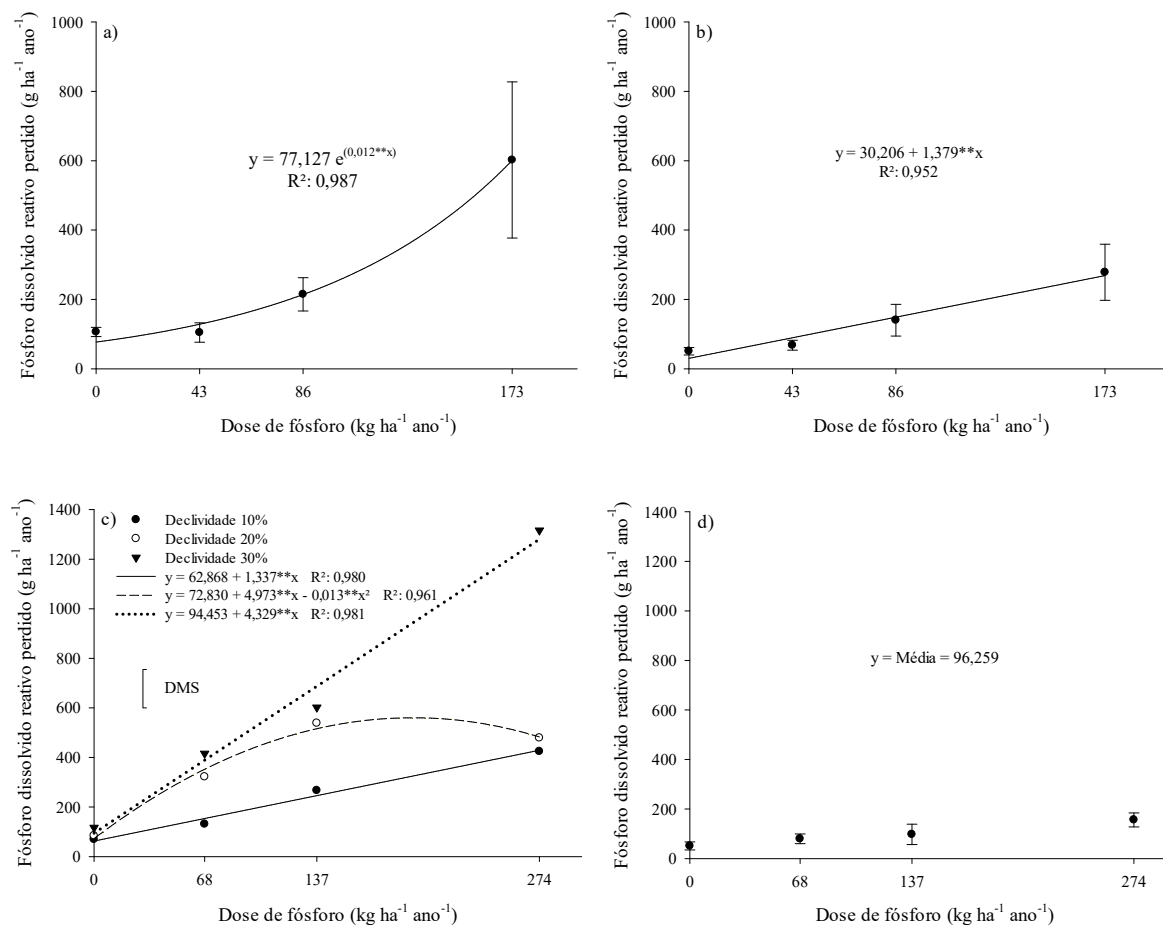 a)
Fósforo dissolvido reativo perdido (g ha⁻¹ ano⁻¹)
1000
800
600
400
200
0
y = 77,127 e^(0,012**x)
R²: 0,987
0 43 86 173
Dose de fósforo (kg ha⁻¹ ano⁻¹)
b)
Fósforo dissolvido reativo perdido (g ha⁻¹ ano⁻¹)
1000
800
600
400
200
0
y = 30,206 + 1,379**x
R²: 0,952
0 43 86 173
Dose de fósforo (kg ha⁻¹ ano⁻¹)
c)
Fósforo dissolvido reativo perdido (g ha⁻¹ ano⁻¹)
1400
1200
1000
800
600
400
200
0
Declividade 10%
Declividade 20%
Declividade 30%
y = 62,868 + 1,337**x R²: 0,980
y = 72,830 + 4,973**x - 0,013**x² R²: 0,961
y = 94,453 + 4,329**x R²: 0,981
DMS
0 68 137 274
Dose de fósforo (kg ha⁻¹ ano⁻¹)
d)
Fósforo dissolvido reativo perdido (g ha⁻¹ ano⁻¹)
1400
1200
1000
800
600
400
200
0
y = Média = 96,259
0 68 137 274
Dose de fósforo (kg ha⁻¹ ano⁻¹)